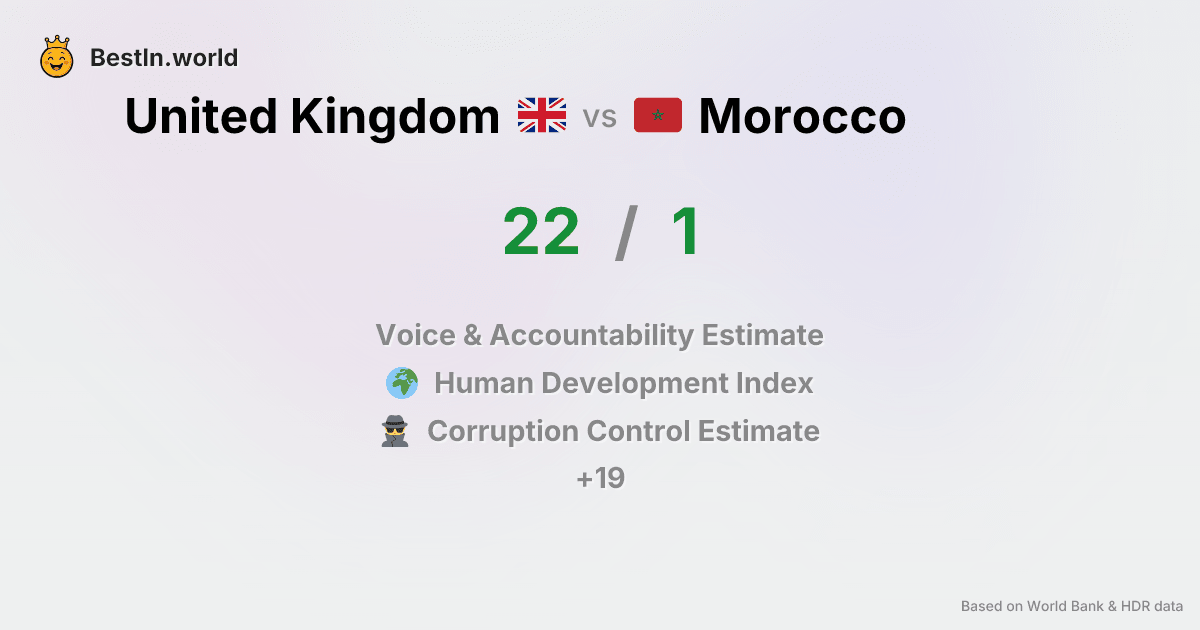 BestIn.world
United Kingdom vs Morocco
22 / 1
Voice & Accountability Estimate
Human Development Index
Corruption Control Estimate
+19
Based on World Bank & HDR data